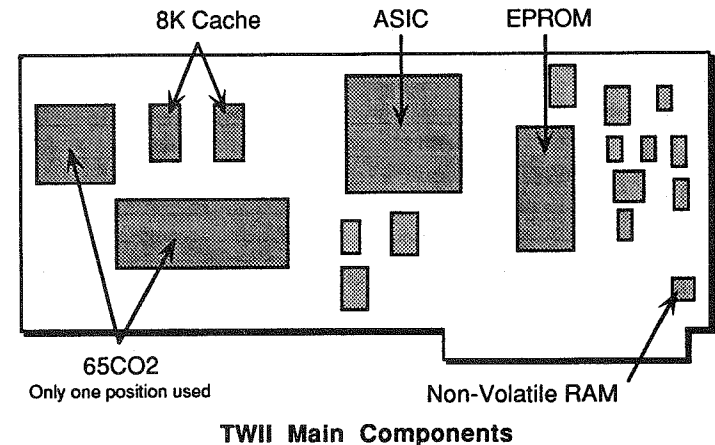 8K Cache
ASIC
EPROM
65CO2
Only one position used
Non-Volatile RAM
TWII Main Components